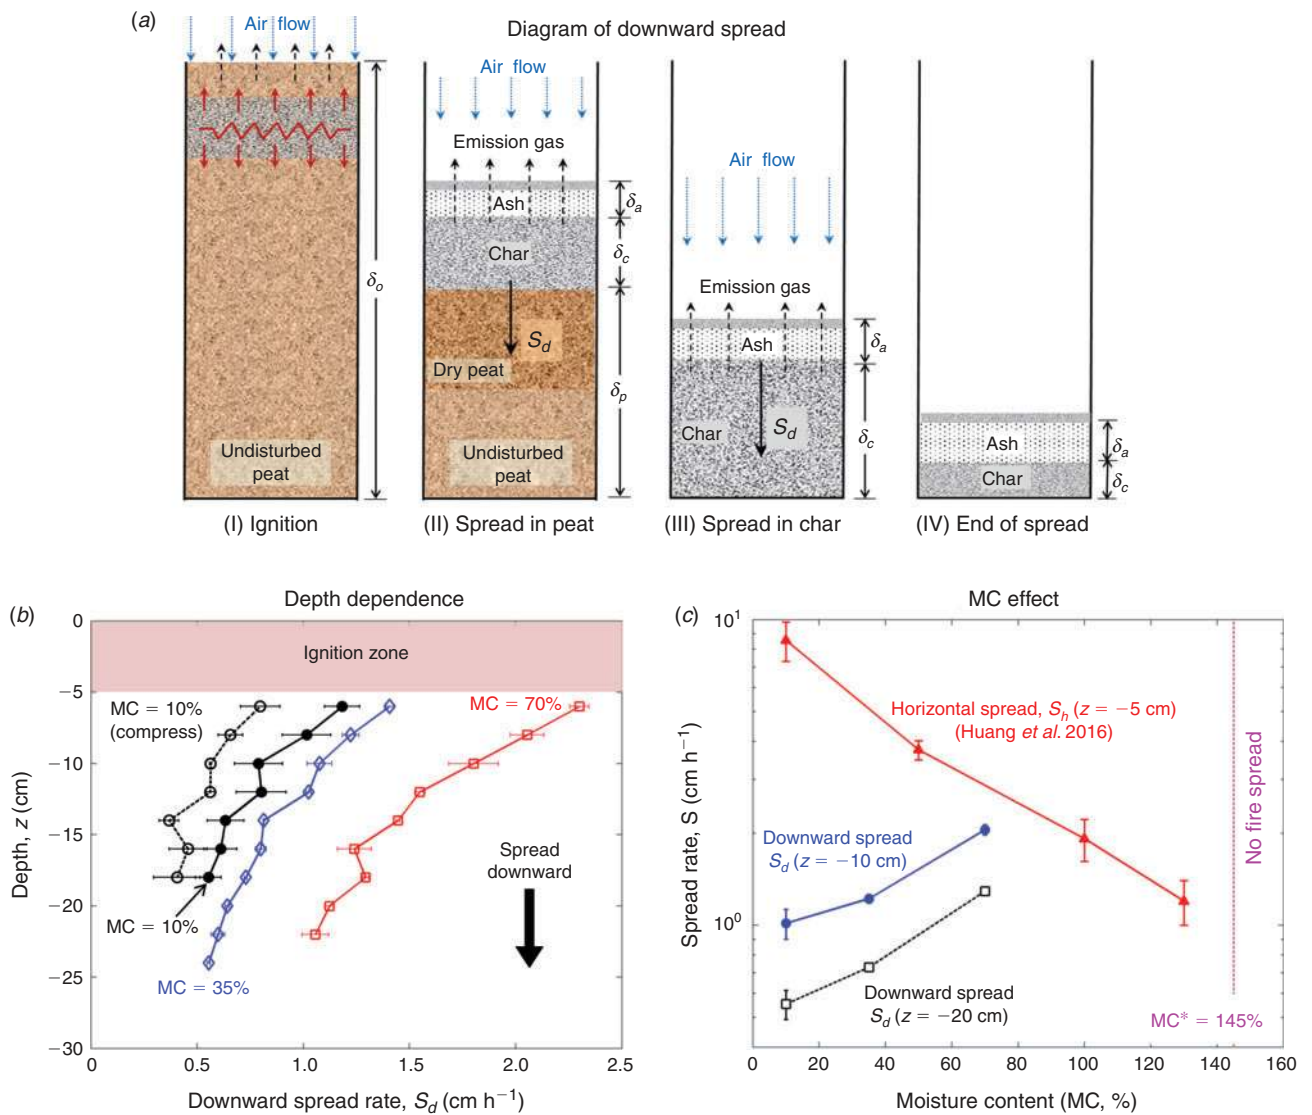 (a)
Diagram of downward spread
Air flow
δo
Undisturbed
peat
(I) Ignition
Air flow
Emission gas
Ash
δa
Char
δc
Sd
Dry peat
δp
Undisturbed
peat
(II) Spread in peat
Air flow
Emission gas
Ash
δa
Char
Sd
δc
(III) Spread in char
Ash
δa
Char
δc
(IV) End of spread
(b)
Depth dependence
0
−5
−10
−15
−20
−25
−30
Depth, z (cm)
Ignition zone
MC = 10%
(compress)
MC = 70%
Spread
downward
MC = 10%
MC = 35%
0
0.5
1.0
1.5
2.0
2.5
Downward spread rate, Sd (cm h−1)
(c)
MC effect
10^1
10^0
Spread rate, S (cm h−1)
Horizontal spread, Sh (z = −5 cm)
(Huang et al. 2016)
Downward spread
Sd (z = −10 cm)
Downward spread
Sd (z = −20 cm)
No fire spread
MC* = 145%
0
20
40
60
80
100
120
140
160
Moisture content (MC, %)